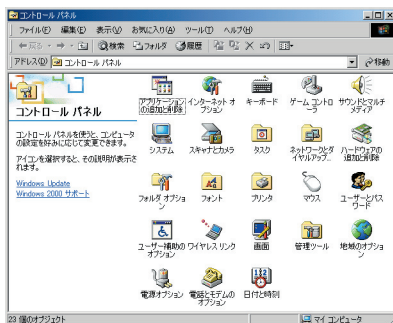 コントロール パネル
ファイル(F) 編集(E) 表示(V) お気に入り(A) ツール(T) ヘルプ(H)
戻る 検索 フォルダ 履歴
アドレス(D) コントロール パネル 移動
コントロール パネル
コントロール パネルを使うと、コンピュータ
の設定を好みに応じて変更できます。
アイコンを選択すると、その説明が表示さ
れます。
Windows Update
Windows 2000 サポート
アプリケーション
の追加と削除
インターネット オ
プション
キーボード
ゲーム コントロ
ーラ
サウンドとマルチ
メディア
システム
スキャナとカメラ
タスク
ネットワークとダ
イヤルアップ...
ハードウェアの
追加と削除
フォルダ オプショ
ン
フォント
プリンタ
マウス
ユーザーとパス
ワード
ユーザー補助の
オプション
ワイヤレス リンク
画面
管理ツール
地域のオプショ
ン
電源オプション
電話とモデムの
オプション
日付と時刻
23 個のオブジェクト
マイ コンピュータ